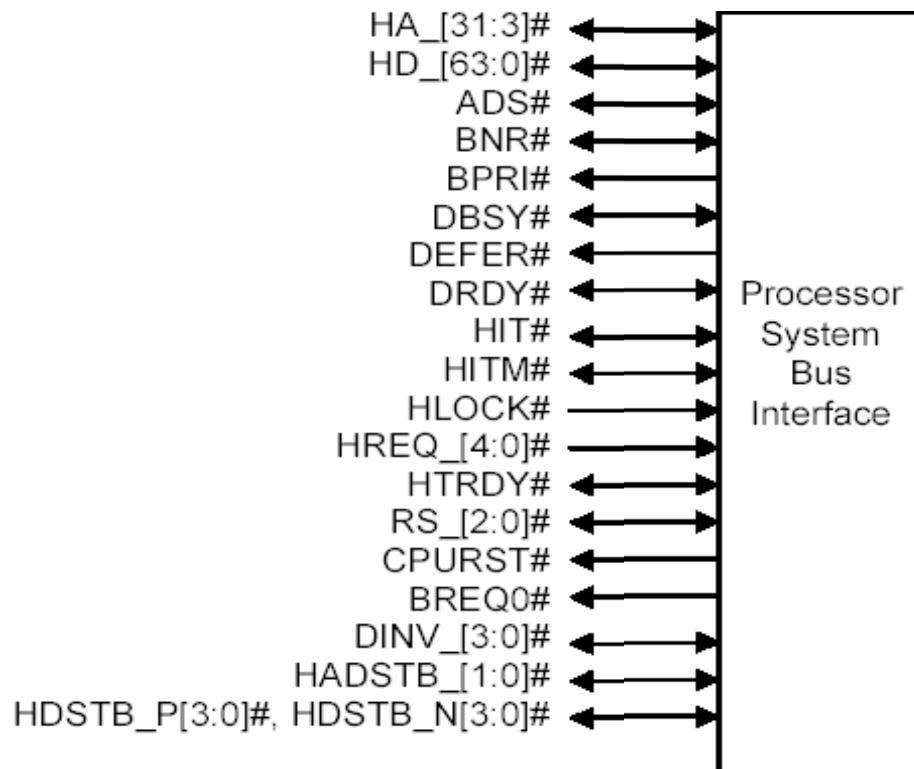 HA_[31:3]#
HD_[63:0]#
ADS#
BNR#
BPRI#
DBSY#
DEFER#
DRDY#
HIT#
HITM#
HLOCK#
HREQ_[4:0]#
HTRDY#
RS_[2:0]#
CPURST#
BREQ0#
DINV_[3:0]#
HADSTB_[1:0]#
HDSTB_P[3:0]#, HDSTB_N[3:0]#
Processor
System
Bus
Interface